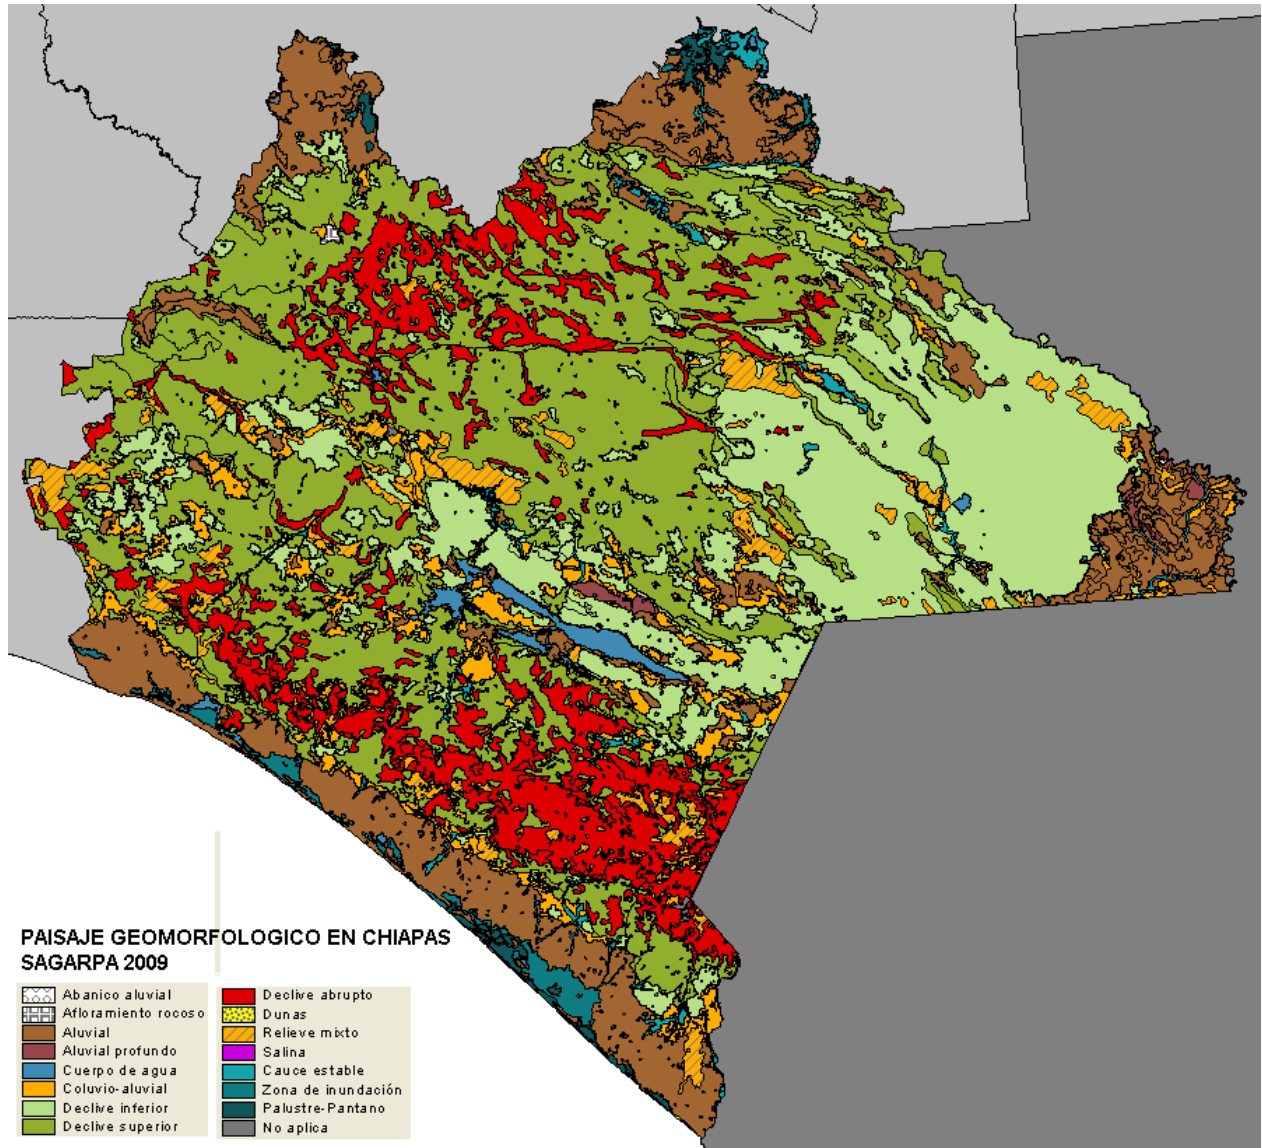 PAISAJE GEOMORFOLOGICO EN CHIAPAS
SAGARPA 2009
Abanico aluvial
Afloramiento rocoso
Aluvial
Aluvial profundo
Cuerpo de agua
Coluvio-aluvial
Declive inferior
Declive superior
Declive abrupto
Dunas
Relieve mixto
Salina
Cauce estable
Zona de inundación
Palustre-Pantano
No aplica